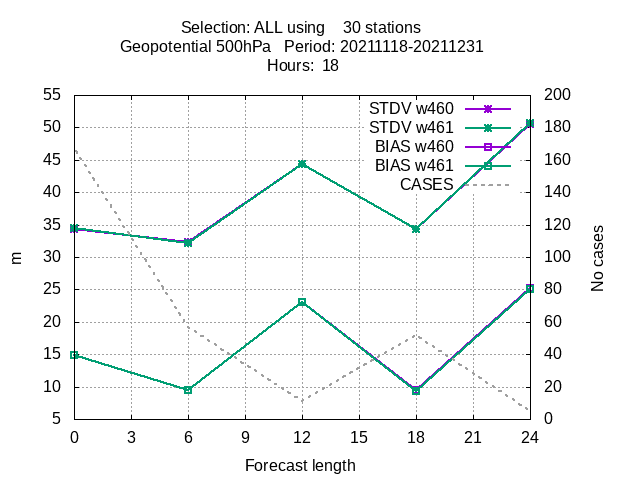 Selection: ALL using    30 stations
Geopotential 500hPa   Period: 20211118-20211231
Hours:  18
STDV w460
STDV w461
BIAS w460
BIAS w461
CASES
55
50
45
40
35
30
25
20
15
10
5
m
200
180
160
140
120
100
80
60
40
20
0
No cases
0 3 6 9 12 15 18 21 24
Forecast length